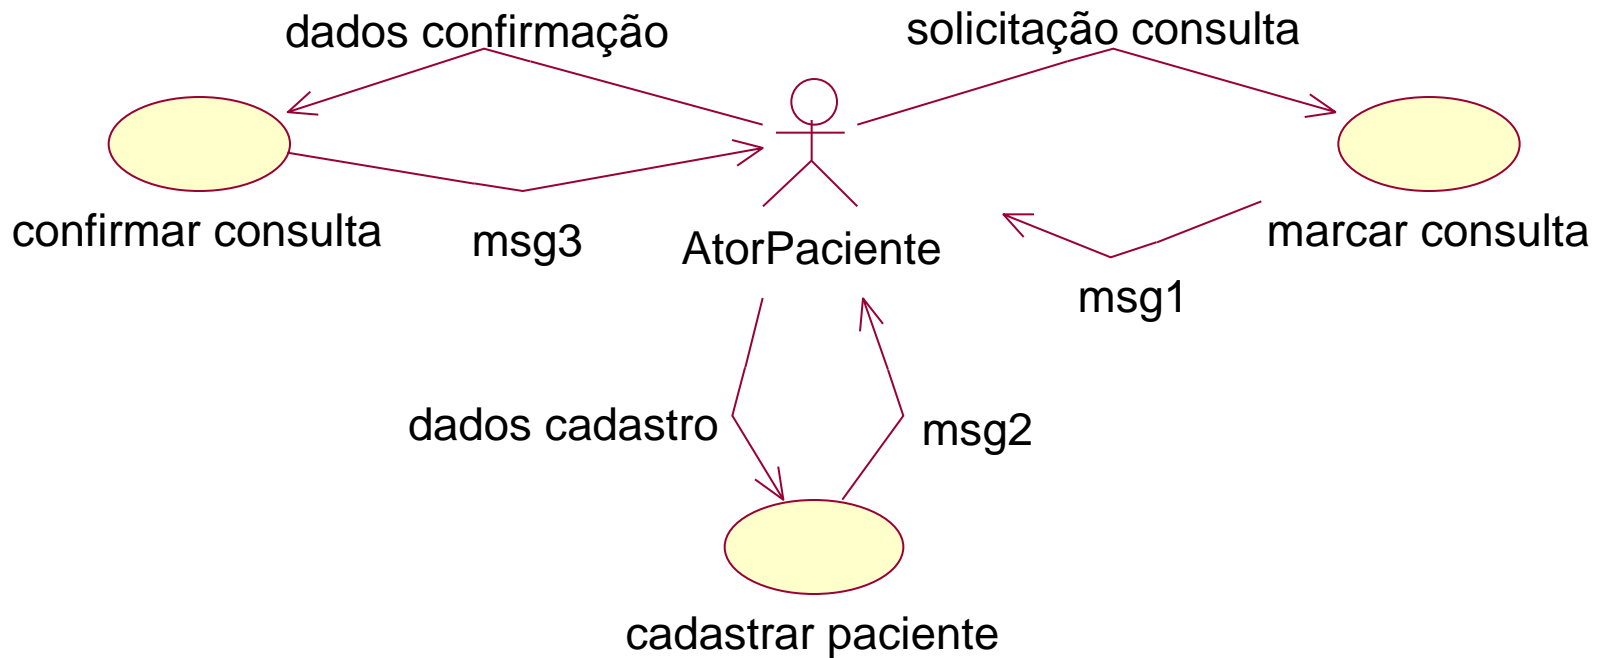 dados confirmação
solicitação consulta
confirmar consulta
msg3
AtorPaciente
marcar consulta
msg1
dados cadastro
msg2
cadastrar paciente